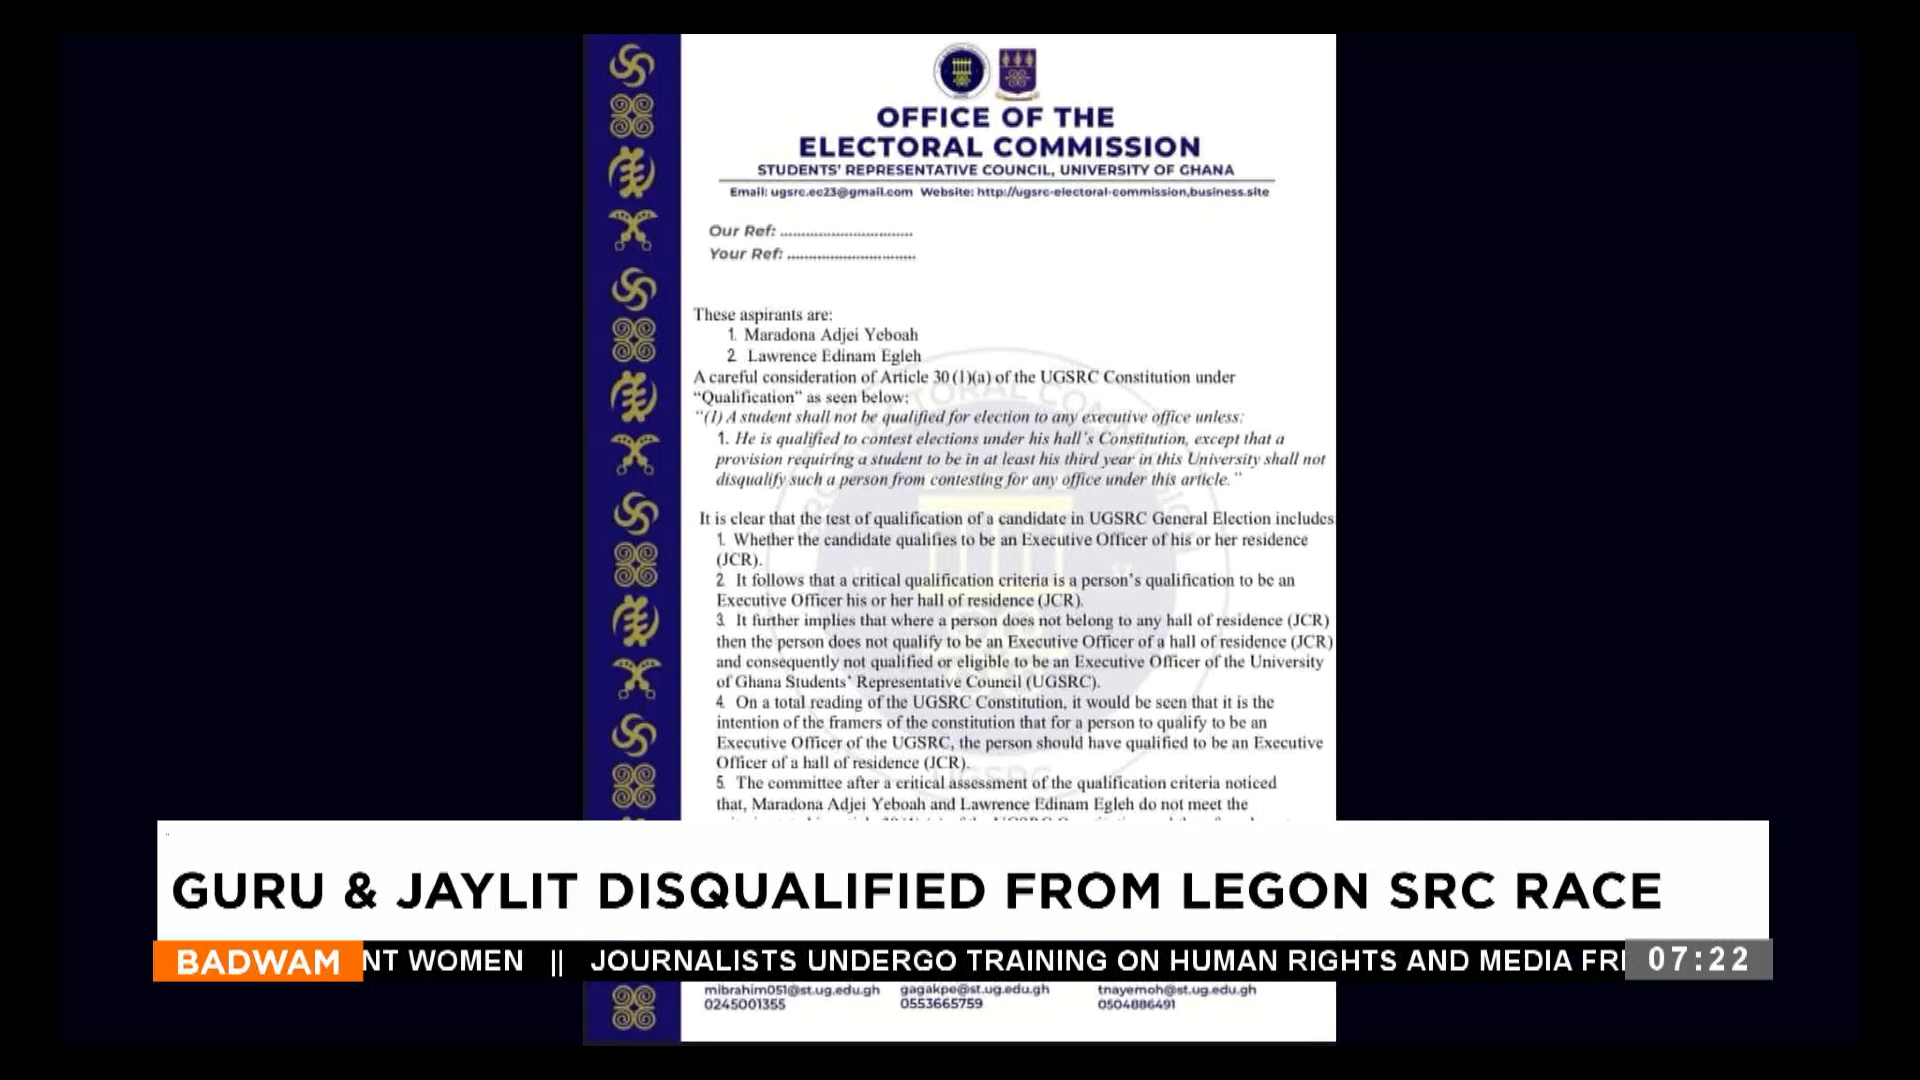 OFFICE OF THE
ELECTORAL COMMISSION
STUDENTS' REPRESENTATIVE COUNCIL, UNIVERSITY OF GHANA
Email: ugsrc.ec23@gmail.com Website: http://ugsrc-electoral-commission,business.site
Our Ref: ................................
Your Ref: ...............................
These aspirants are:
1. Maradona Adjei Yeboah
2 Lawrence Edinam Egleh
A careful consideration of Article 30(1)(a) of the UGSRC Constitution under
“Qualification” as seen below;
“(1) A student shall not be qualified for election to any executive office unless:
1. He is qualified to contest elections under his hall's Constitution, except that a
provision requiring a student to be in at least his third year in this University shall not
disqualify such a person from contesting for any office under this article.”
It is clear that the test of qualification of a candidate in UGSRC General Election includes
1. Whether the candidate qualifies to be an Executive Officer of his or her residence
(JCR).
2 It follows that a critical qualification criteria is a person's qualification to be an
Executive Officer his or her hall of residence (JCR).
3. It further implies that where a person does not belong to any hall of residence (JCR)
then the person does not qualify to be an Executive Officer of a hall of residence (JCR)
and consequently not qualified or eligible to be an Executive Officer of the University
of Ghana Students' Representative Council (UGSRC).
4. On a total reading of the UGSRC Constitution, it would be seen that it is the
intention of the framers of the constitution that for a person to qualify to be an
Executive Officer of the UGSRC, the person should have qualified to be an Executive
Officer of a hall of residence (JCR).
5. The committee after a critical assessment of the qualification criteria noticed
that, Maradona Adjei Yeboah and Lawrence Edinam Egleh do not meet the
GURU & JAYLIT DISQUALIFIED FROM LEGON SRC RACE
BADWAM NT WOMEN || JOURNALISTS UNDERGO TRAINING ON HUMAN RIGHTS AND MEDIA FRE 07:22
mibrahim051@st.ug.edu.gh gagakpe@st.ug.edu.gh tnayemoh@st.ug.edu.gh
0245001355 0553665759 0504886491